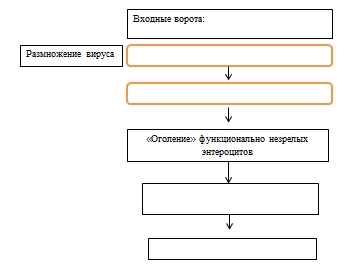 Входные ворота:
Размножение вируса
«Оголение» функционально незрелых
энтероцитов